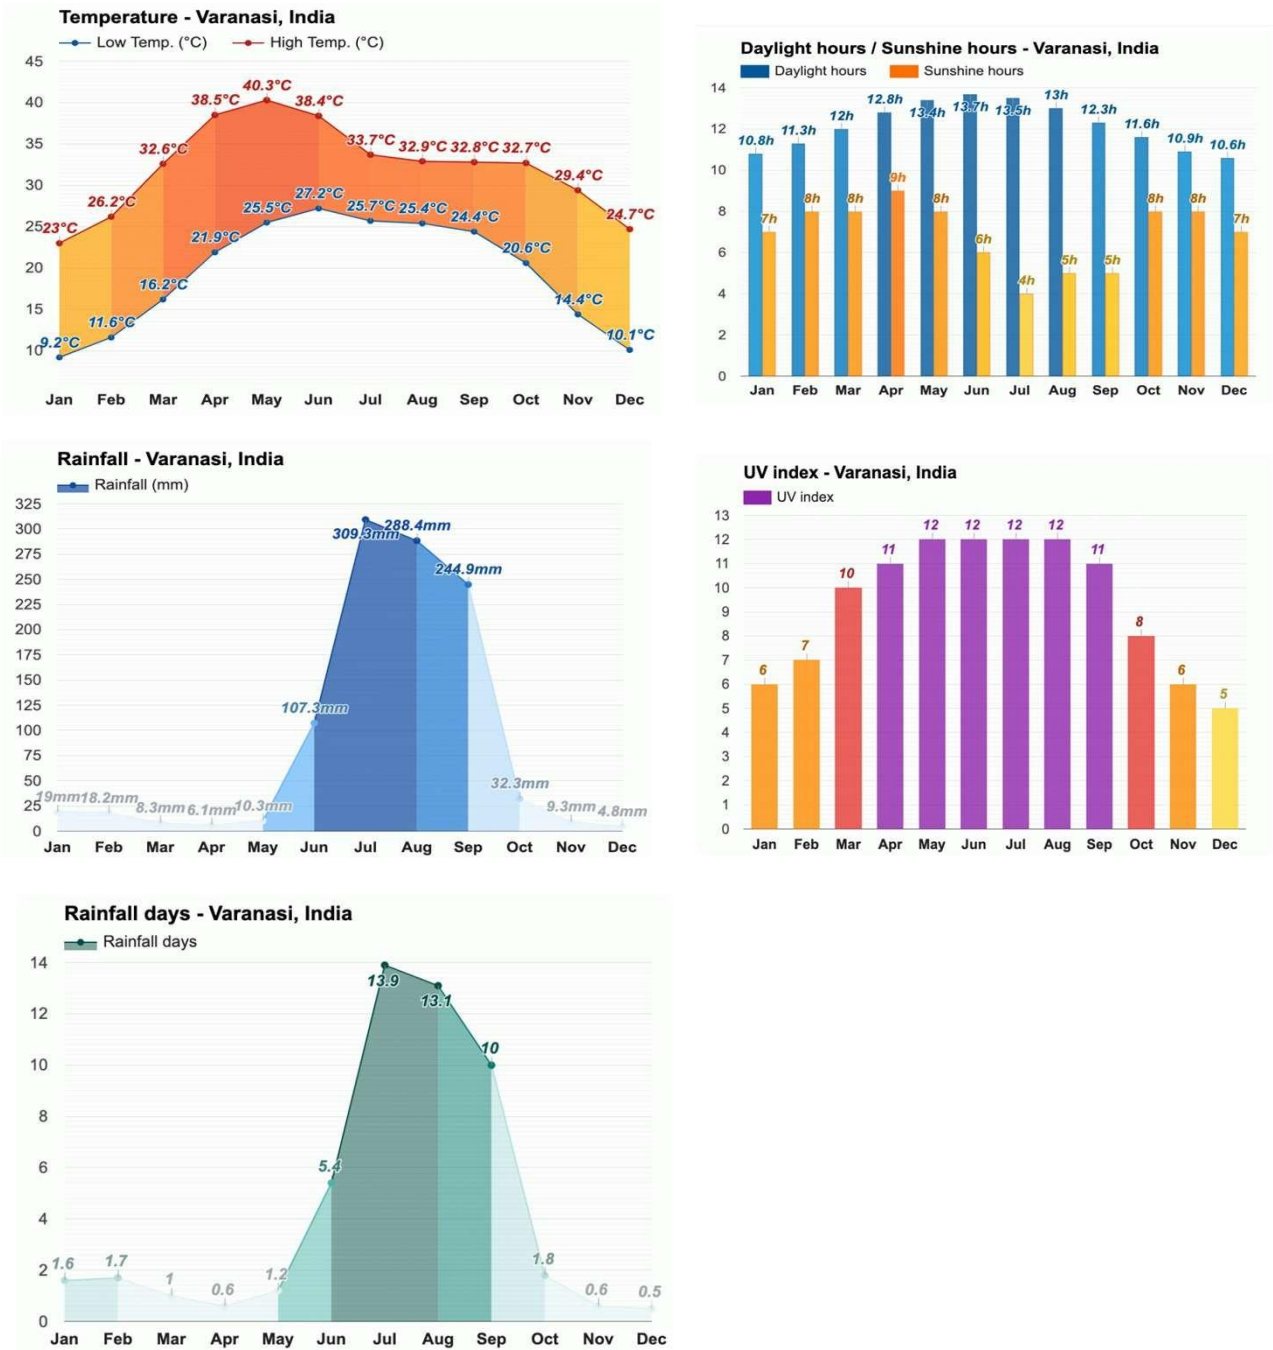 Temperature - Varanasi, India
Low Temp. (°C) High Temp. (°C)
45
40
35
30
25
20
15
10
23°C 26.2°C 32.6°C 38.5°C 40.3°C 38.4°C 33.7°C 32.9°C 32.8°C 32.7°C 29.4°C 24.7°C
9.2°C 11.6°C 16.2°C 21.9°C 25.5°C 27.2°C 25.7°C 25.4°C 24.4°C 20.6°C 14.4°C 10.1°C
Jan Feb Mar Apr May Jun Jul Aug Sep Oct Nov Dec
Daylight hours / Sunshine hours - Varanasi, India
Daylight hours Sunshine hours
14
12
10
8
6
4
2
0
10.8h 11.3h 12h 12.8h 13.4h 13.7h 13.5h 13h 12.3h 11.6h 10.9h 10.6h
7h 8h 8h 9h 8h 6h 4h 5h 5h 8h 8h 7h
Jan Feb Mar Apr May Jun Jul Aug Sep Oct Nov Dec
Rainfall - Varanasi, India
Rainfall (mm)
325
300
275
250
225
200
175
150
125
100
75
50
25
0
19mm 18.2mm 8.3mm 6.1mm 10.3mm 107.3mm 309.3mm 288.4mm 244.9mm 32.3mm 9.3mm 4.8mm
Jan Feb Mar Apr May Jun Jul Aug Sep Oct Nov Dec
UV index - Varanasi, India
UV index
13
12
11
10
9
8
7
6
5
4
3
2
1
0
6 7 10 11 12 12 12 12 11 8 6 5
Jan Feb Mar Apr May Jun Jul Aug Sep Oct Nov Dec
Rainfall days - Varanasi, India
Rainfall days
14
12
10
8
6
4
2
0
1.6 1.7 1 0.6 1.2 5.4 13.9 13.1 10 1.8 0.6 0.5
Jan Feb Mar Apr May Jun Jul Aug Sep Oct Nov Dec